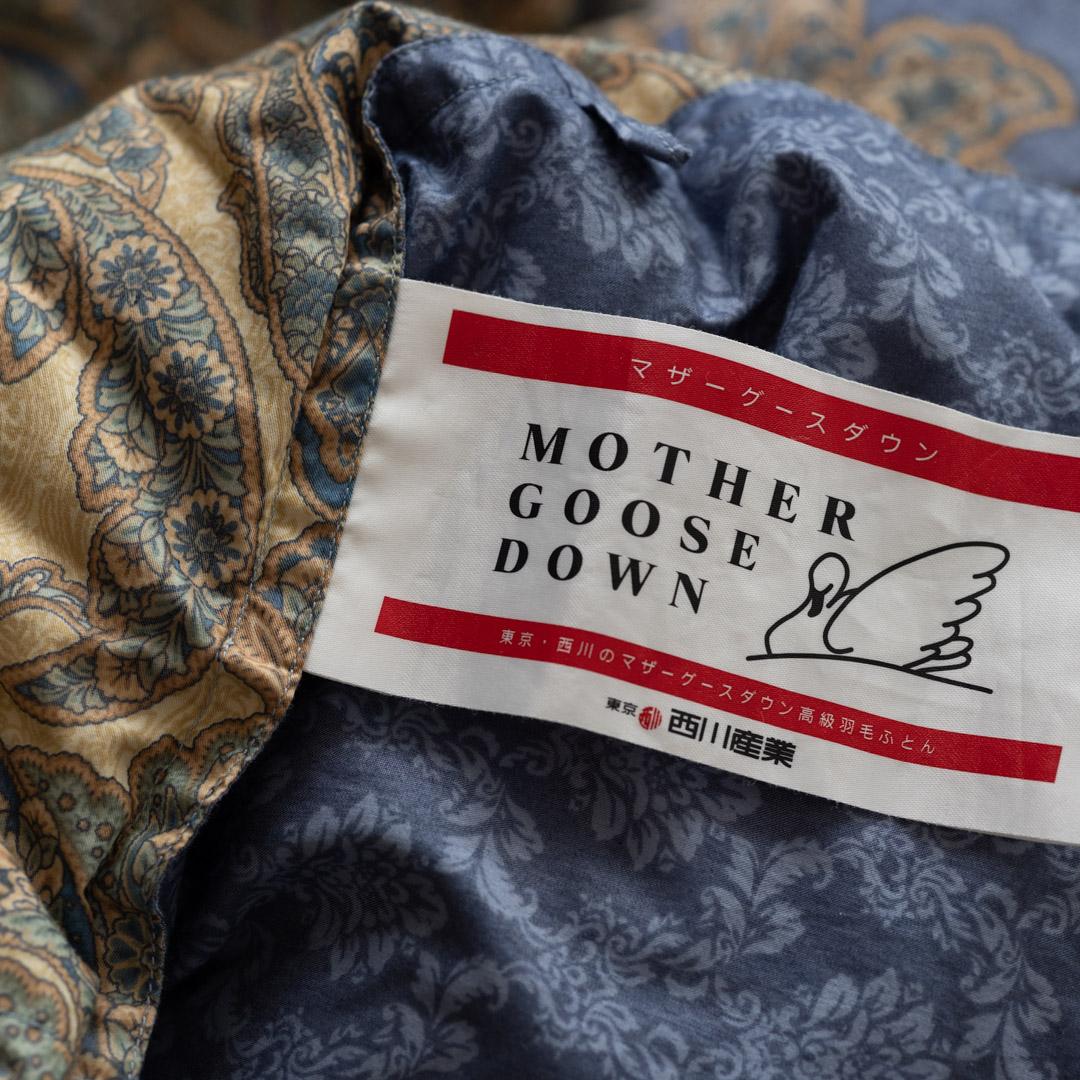 マザーグースダウン
MOTHER
GOOSE
DOWN
東京・西川のマザーグースダウン高級羽毛ふとん
東京 西川 西川産業